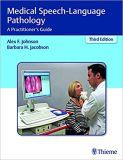 Medical Speech-Language
Pathology
A Practitioner's Guide
Alex F. Johnson
Barbara H. Jacobson
Third Edition
Thieme